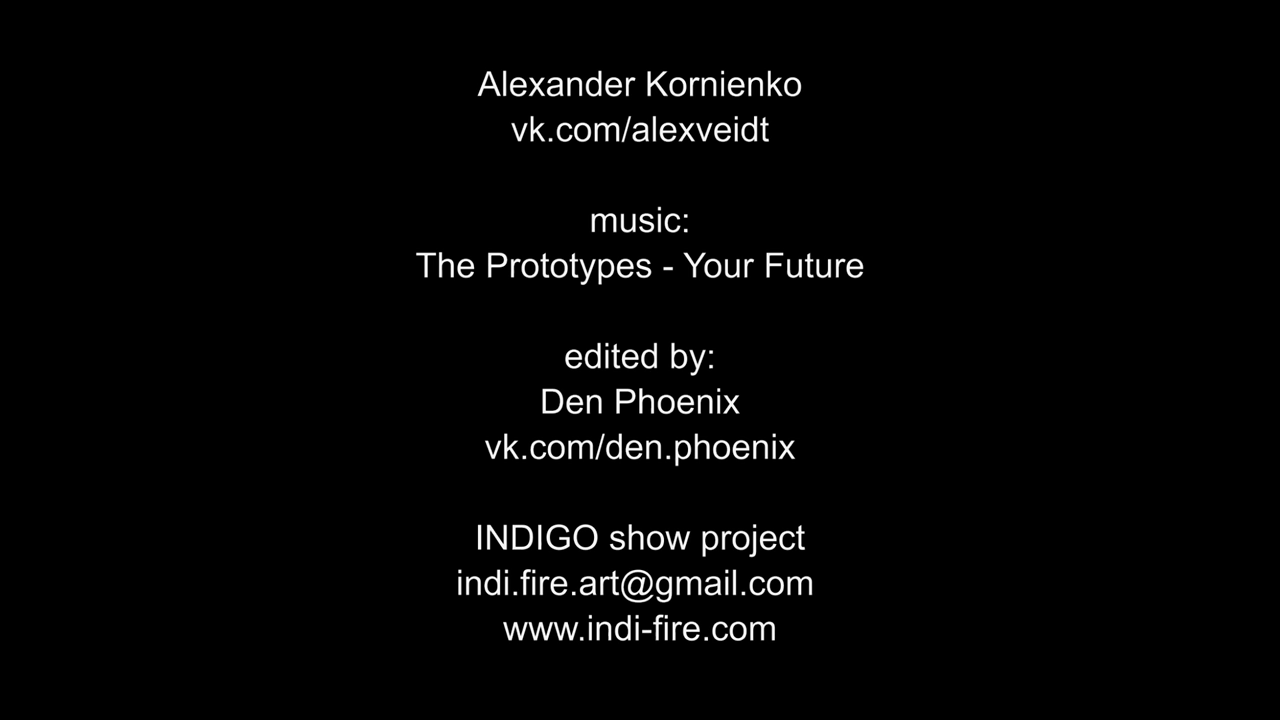 Alexander Kornienko
vk.com/alexveidt
music:
The Prototypes - Your Future
edited by:
Den Phoenix
vk.com/den.phoenix
INDIGO show project
indi.fire.art@gmail.com
www.indi-fire.com